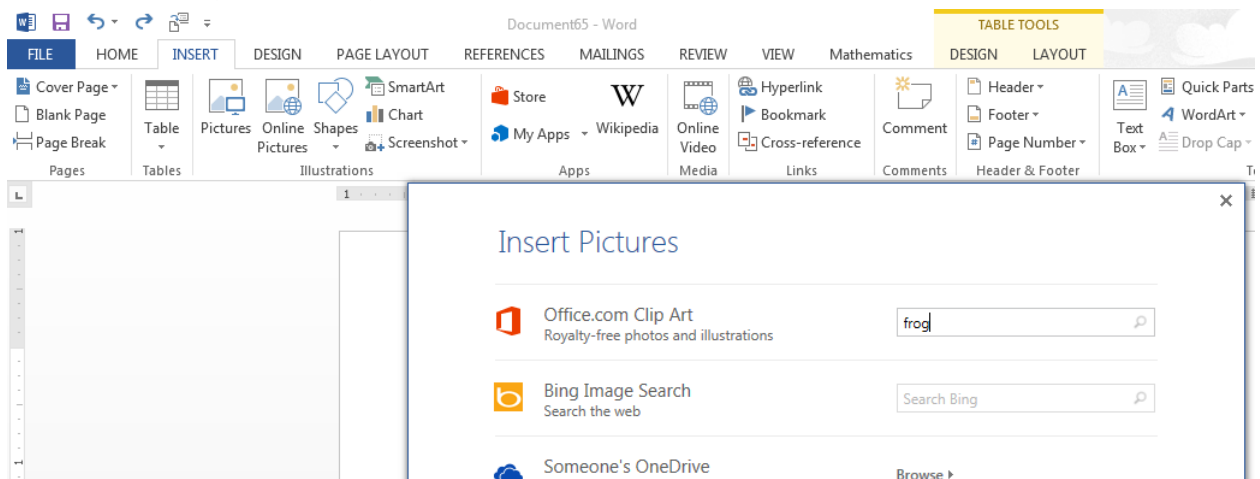 Document65 - Word
TABLE TOOLS
FILE HOME INSERT DESIGN PAGE LAYOUT REFERENCES MAILINGS REVIEW VIEW Mathematics DESIGN LAYOUT
Cover Page
Blank Page
Page Break
Pages
Table
Tables
Pictures
Online
Pictures
Shapes
SmartArt
Chart
Screenshot
Illustrations
Store
My Apps
W
Wikipedia
Apps
Online
Video
Media
Hyperlink
Bookmark
Cross-reference
Links
Comment
Comments
Header
Footer
Page Number
Header & Footer
Text
Box
Quick Parts
WordArt
Drop Cap
1
Insert Pictures
Office.com Clip Art
Royalty-free photos and illustrations
frog
Bing Image Search
Search the web
Search Bing
Someone's OneDrive
Browse